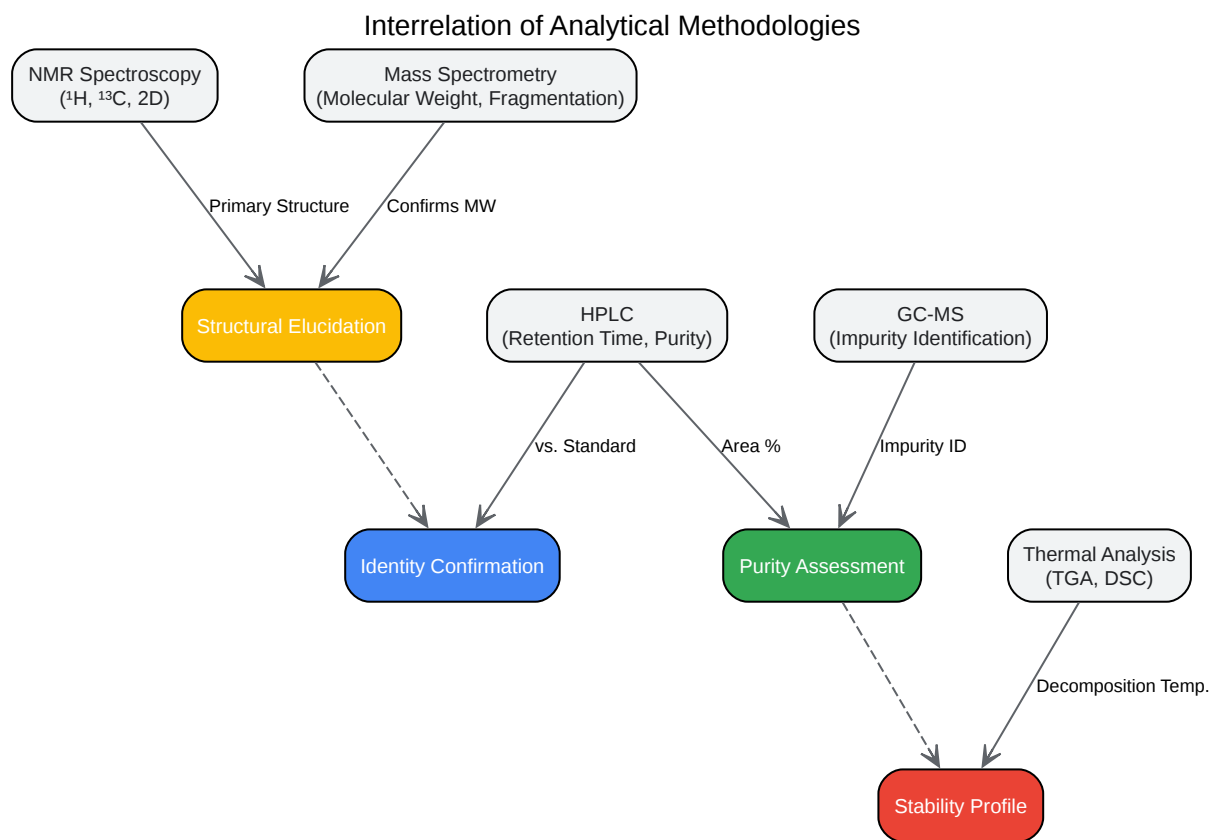 Interrelation of Analytical Methodologies
NMR Spectroscopy
(¹H, ¹³C, 2D)
Mass Spectrometry
(Molecular Weight, Fragmentation)
Primary Structure
Confirms MW
Structural Elucidation
HPLC
(Retention Time, Purity)
GC-MS
(Impurity Identification)
vs. Standard
Area %
Impurity ID
Identity Confirmation
Purity Assessment
Thermal Analysis
(TGA, DSC)
Decomposition Temp.
Stability Profile